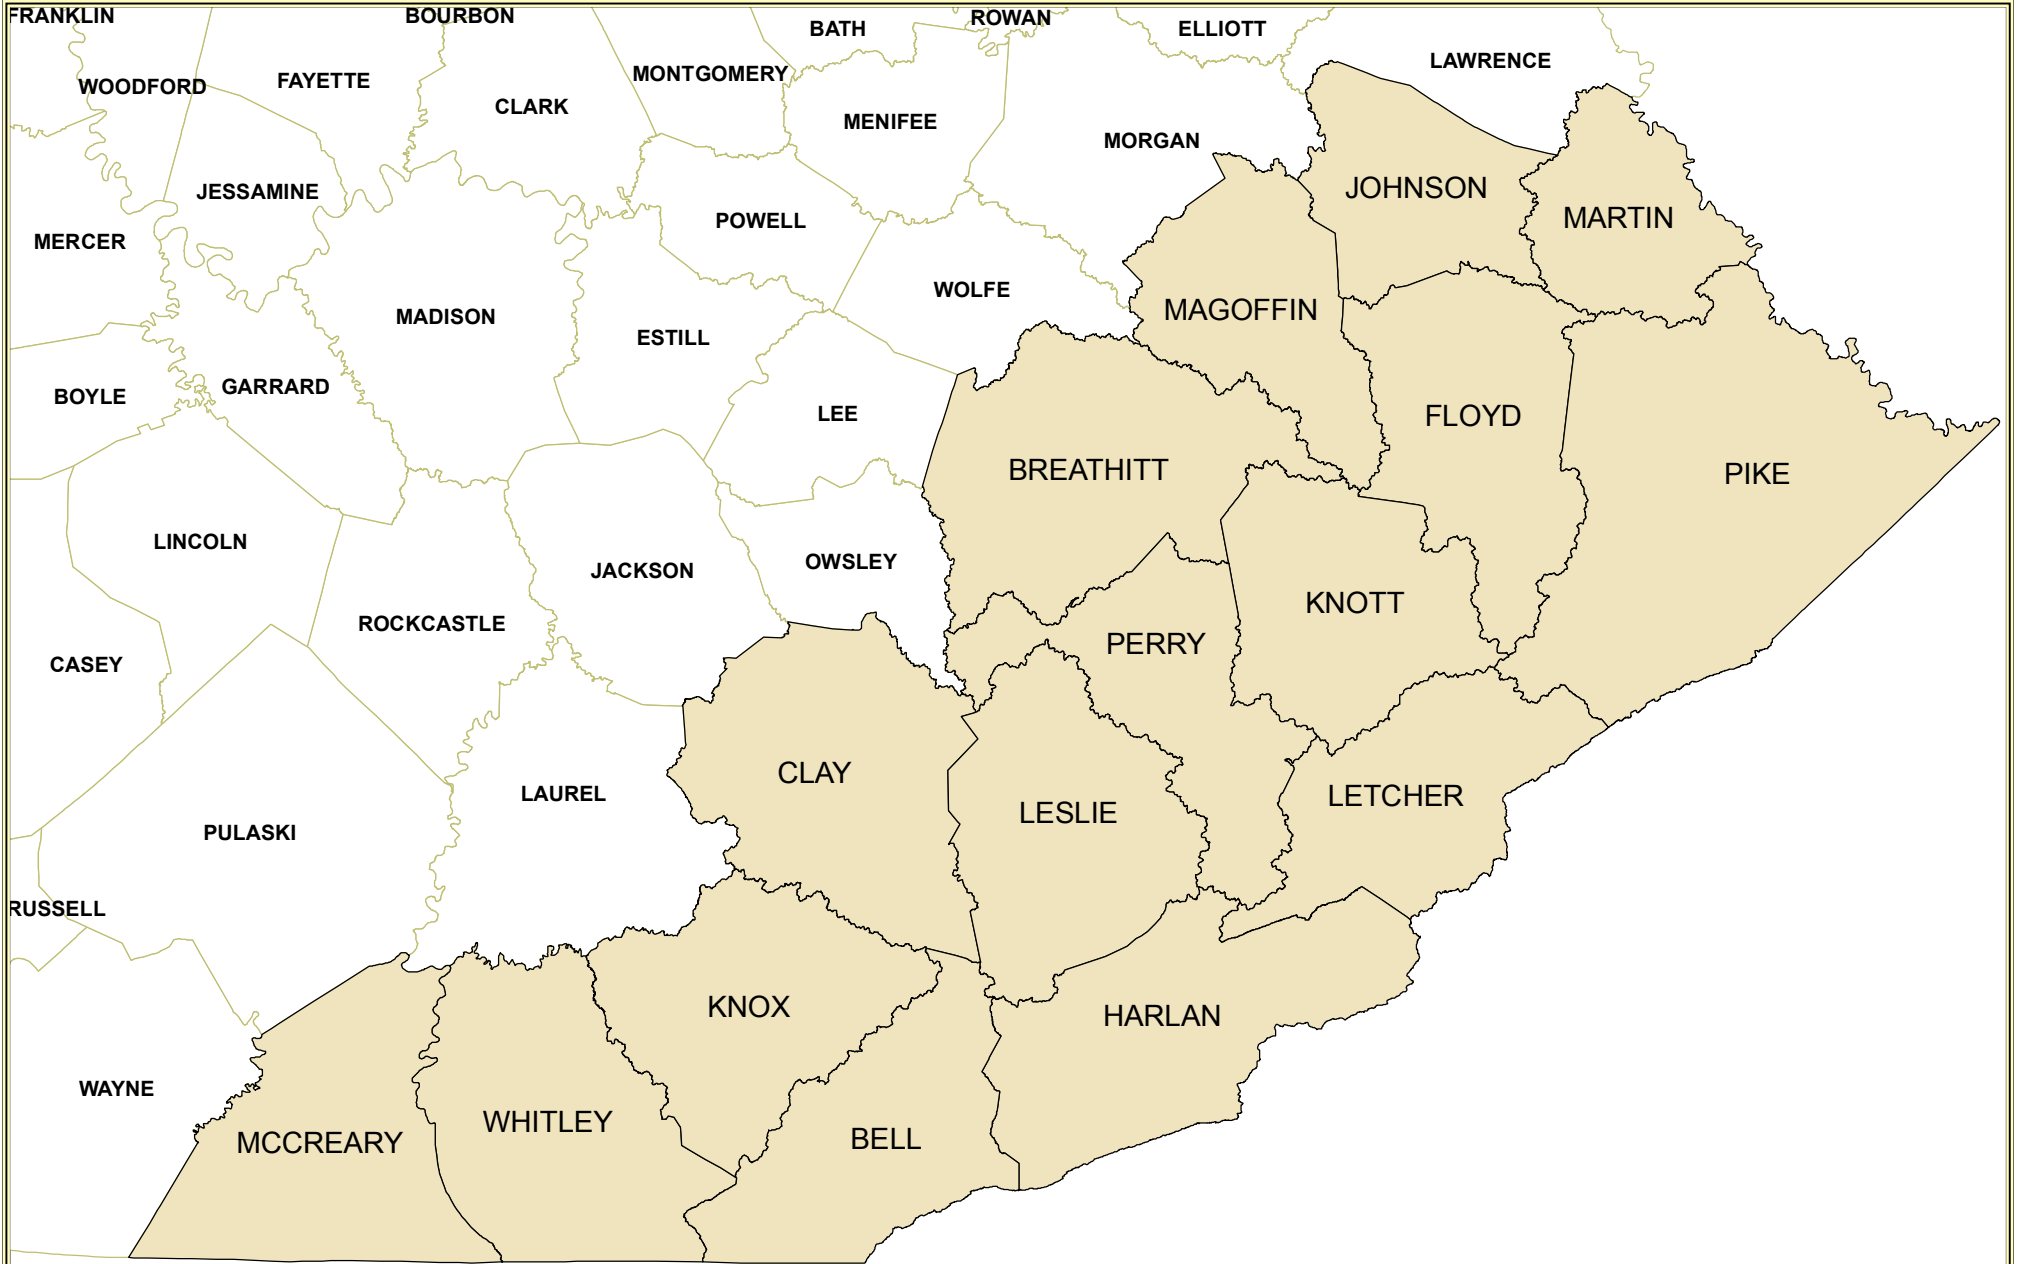 FRANKLIN
BOURBON
ROWAN
BATH
ELLIOTT
LAWRENCE
MONTGOMERY
FAYETTE
WOODFORD
CLARK
MENIFEE
MORGAN
JOHNSON
JESSAMINE
MARTIN
POWELL
MERCER
WOLFE
MAGOFFIN
MADISON
ESTILL
GARRARD
BOYLE
LEE
FLOYD
BREATHITT
PIKE
LINCOLN
OWSLEY
JACKSON
KNOTT
ROCKCASTLE
PERRY
CASEY
CLAY
LAUREL
LETCHER
LESLIE
PULASKI
RUSSELL
KNOX
HARLAN
WAYNE
WHITLEY
BELL
MCCREARY